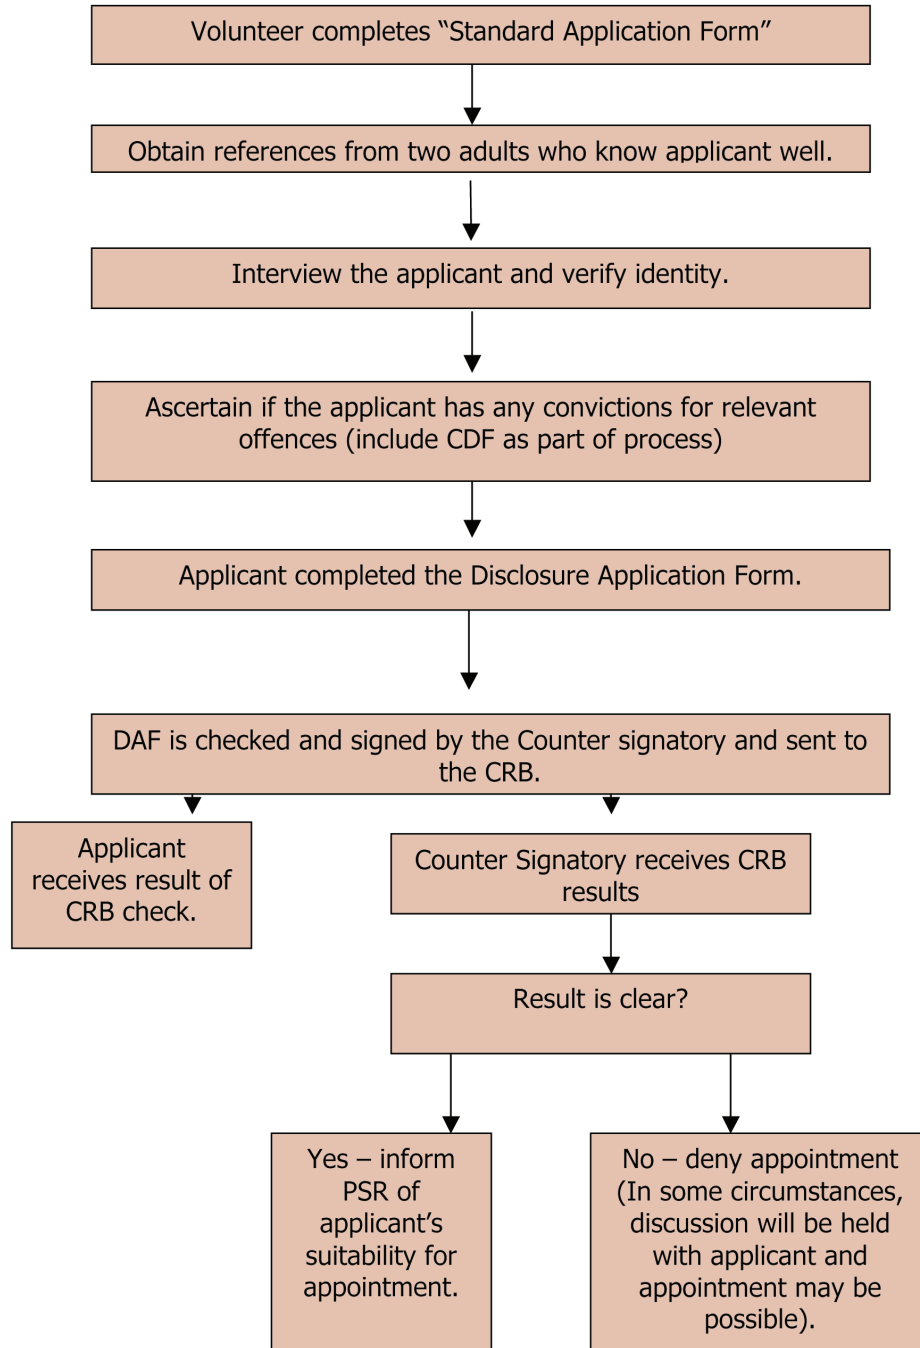 Volunteer completes “Standard Application Form”
Obtain references from two adults who know applicant well.
Interview the applicant and verify identity.
Ascertain if the applicant has any convictions for relevant
offences (include CDF as part of process)
Applicant completed the Disclosure Application Form.
DAF is checked and signed by the Counter signatory and sent to
the CRB.
Applicant
receives result of
CRB check.
Counter Signatory receives CRB
results
Result is clear?
Yes – inform
PSR of
applicant’s
suitability for
appointment.
No – deny appointment
(In some circumstances,
discussion will be held
with applicant and
appointment may be
possible).